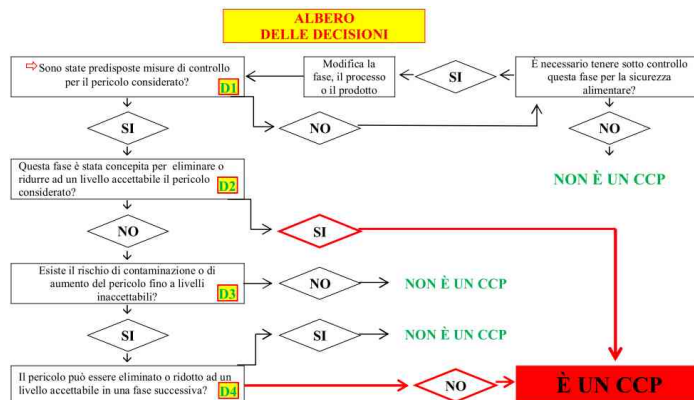 ALBERO
DELLE DECISIONI
⇨ Sono state predisposte misure di controllo
per il pericolo considerato?
D1
Modifica la
fase, il processo
o il prodotto
SI
È necessario tenere sotto controllo
questa fase per la sicurezza
alimentare?
SI
NO
NO
NON È UN CCP
Questa fase è stata concepita per eliminare o
ridurre ad un livello accettabile il pericolo
considerato?
D2
NO
SI
Esiste il rischio di contaminazione o di
aumento del pericolo fino a livelli
inaccettabili?
D3
NO
NON È UN CCP
SI
SI
NON È UN CCP
Il pericolo può essere eliminato o ridotto ad un
livello accettabile in una fase successiva?
D4
NO
È UN CCP